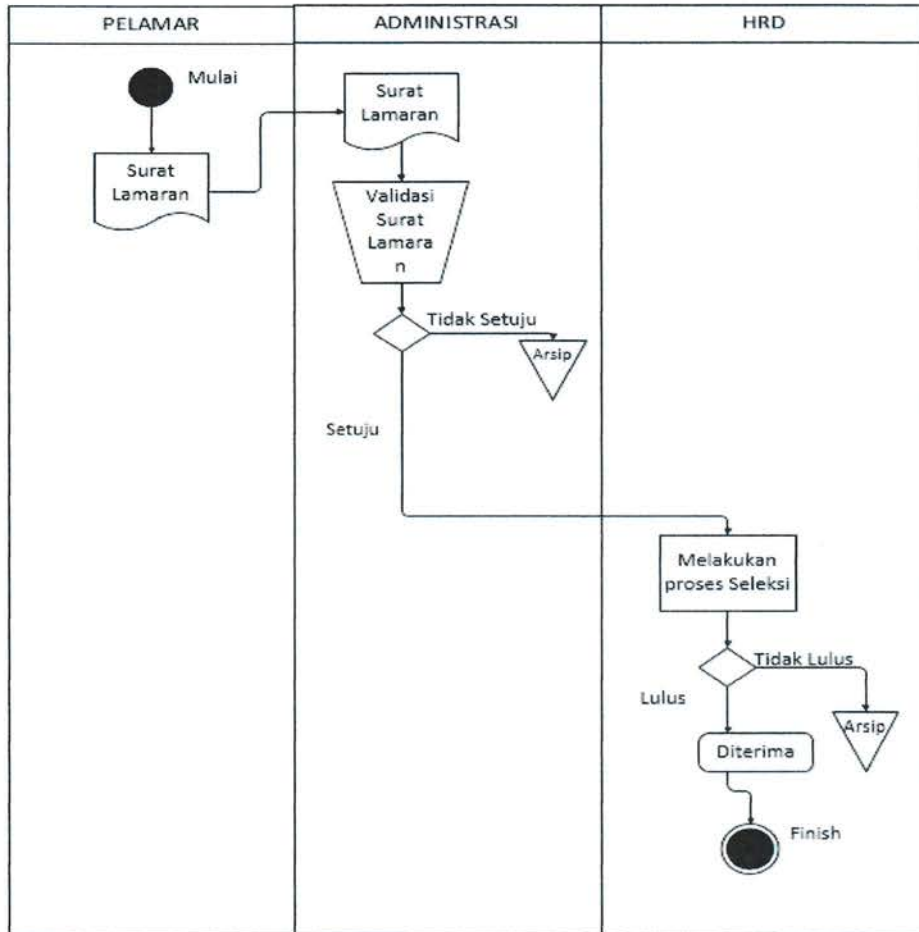 PELAMAR
ADMINISTRASI
HRD
Mulai
Surat
Lamaran
Surat
Lamaran
Validasi
Surat
Lamara
n
Tidak Setuju
Arsip
Setuju
Melakukan
proses Seleksi
Tidak Lulus
Lulus
Arsip
Diterima
Finish